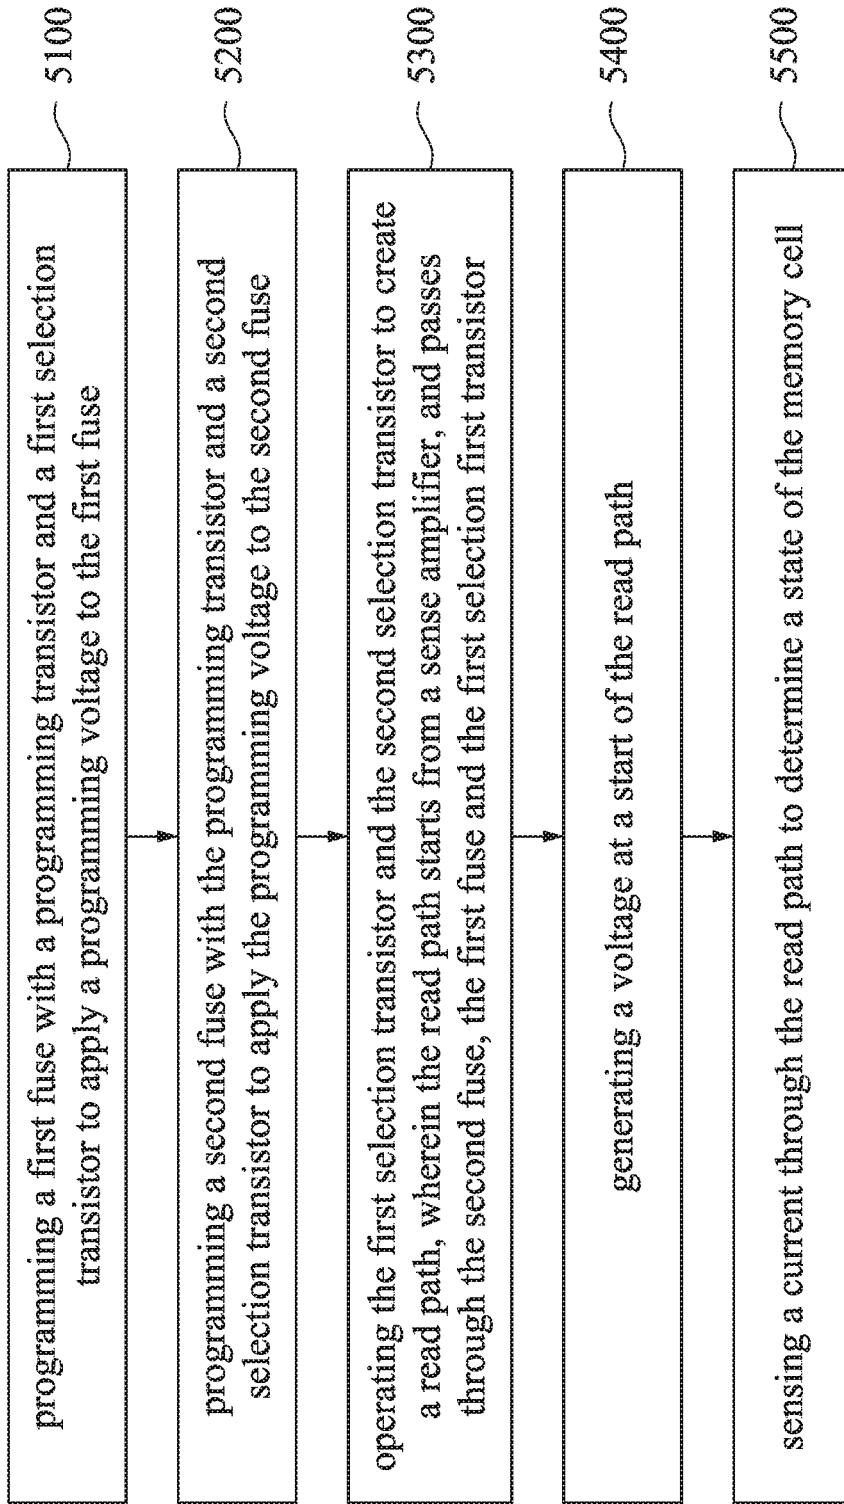 programming a first fuse with a programming transistor and a first selection
transistor to apply a programming voltage to the first fuse
5100
programming a second fuse with the programming transistor and a second
selection transistor to apply the programming voltage to the second fuse
5200
operating the first selection transistor and the second selection transistor to create
a read path, wherein the read path starts from a sense amplifier, and passes
through the second fuse, the first fuse and the first selection first transistor
5300
generating a voltage at a start of the read path
5400
sensing a current through the read path to determine a state of the memory cell
5500